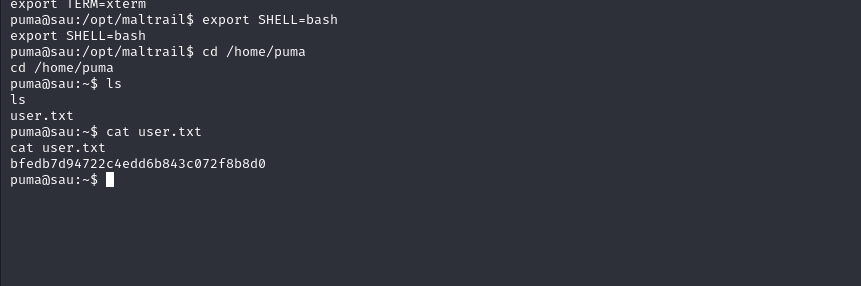 export TERM=xterm
puma@sau:/opt/maltrail$ export SHELL=bash
export SHELL=bash
puma@sau:/opt/maltrail$ cd /home/puma
cd /home/puma
puma@sau:~$ ls
ls
user.txt
puma@sau:~$ cat user.txt
cat user.txt
bfedb7d94722c4edd6b843c072f8b8d0
puma@sau:~$